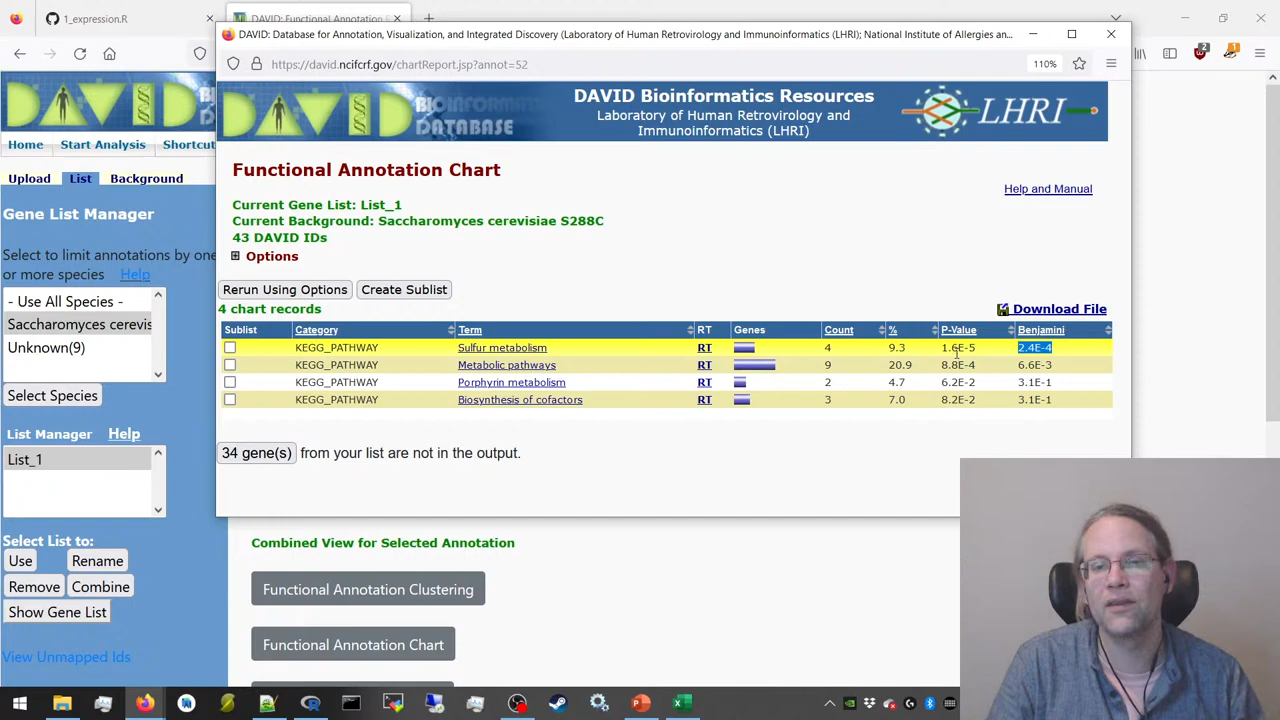 1_expression.R
DAVID: Functional Annotation To
DAVID: Database for Annotation, Visualization, and Integrated Discovery (Laboratory of Human Retrovirology and Immunoinformatics (LHRI); National Institute of Allergies an...
https://david.ncifcrf.gov/chartReport.jsp?annot=52
110%
2
1
DAVID
BIOINFORMATICS
DATABASE
DAVID Bioinformatics Resources
Laboratory of Human Retrovirology and
Immunoinformatics (LHRI)
LHRI
Home
Start Analysis
Shortcut
Upload
List
Background
Gene List Manager
Select to limit annotations by one
or more species Help
- Use All Species -
Saccharomyces cerevis
Unknown(9)
Select Species
List Manager Help
List_1
Select List to:
Use
Rename
Remove
Combine
Show Gene List
View Unmapped Ids
Functional Annotation Chart
Help and Manual
Current Gene List: List_1
Current Background: Saccharomyces cerevisiae S288C
43 DAVID IDs
Options
Rerun Using Options
Create Sublist
4 chart records
Download File
Sublist Category Term RT Genes Count % P-Value Benjamini
KEGG_PATHWAY Sulfur metabolism RT 4 9.3 1.6E-5 2.4E-4
KEGG_PATHWAY Metabolic pathways RT 9 20.9 8.8E-4 6.6E-3
KEGG_PATHWAY Porphyrin metabolism RT 2 4.7 6.2E-2 3.1E-1
KEGG_PATHWAY Biosynthesis of cofactors RT 3 7.0 8.2E-2 3.1E-1
34 gene(s) from your list are not in the output.
Combined View for Selected Annotation
Functional Annotation Clustering
Functional Annotation Chart